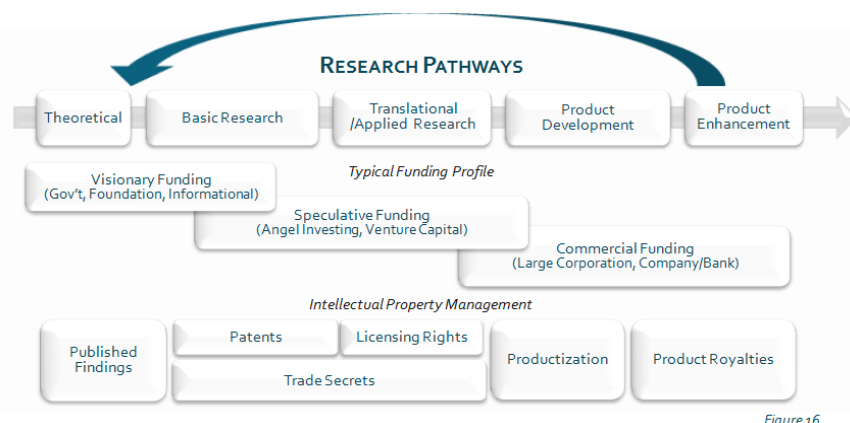 RESEARCH PATHWAYS
Theoretical
Basic Research
Translational
/Applied Research
Product
Development
Product
Enhancement
Typical Funding Profile
Visionary Funding
(Gov't, Foundation, Informational)
Speculative Funding
(Angel Investing, Venture Capital)
Commercial Funding
(Large Corporation, Company/Bank)
Intellectual Property Management
Published
Findings
Patents
Licensing Rights
Trade Secrets
Productization
Product Royalties
Figure 16